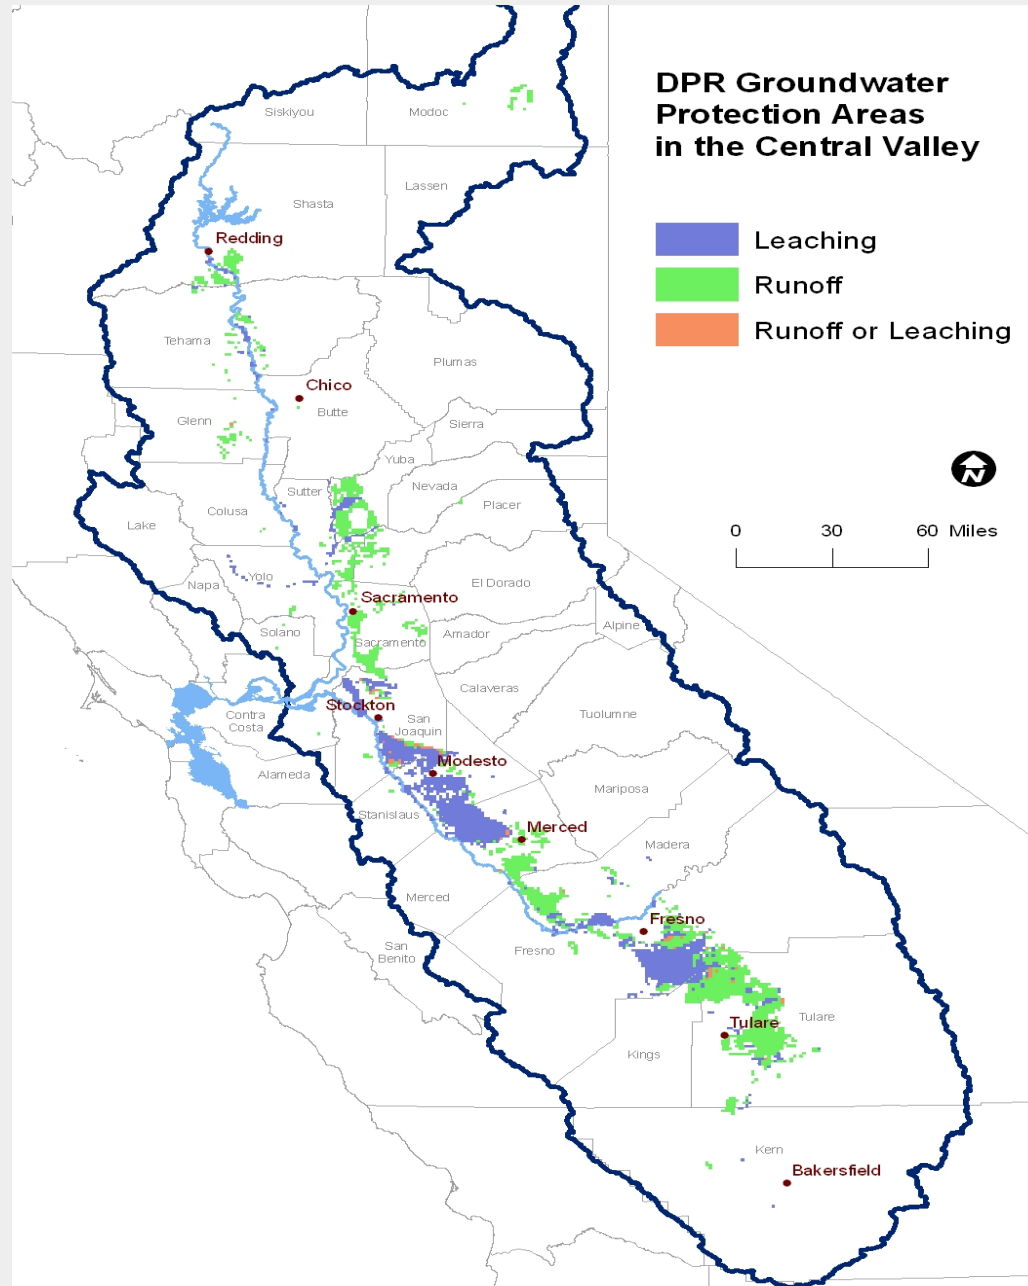 DPR Groundwater
Protection Areas
in the Central Valley
Siskiyou
Modoc
Lassen
Shasta
Leaching
Redding
Runoff
Runoff or Leaching
Tehama
Plumas
Chico
Butte
Glenn
Sierra
Yuba
N
Nevada
Sutter
Placer
Colusa
Lake
0 30 60 Miles
Yolo
Napa
El Dorado
Sacramento
Solano
Sacramento
Amador
Alpine
Calaveras
Stockton
Contra
Costa
San
Joaquin
Tuolumne
Modesto
Alameda
Mariposa
Stanislaus
Merced
Madera
Merced
Fresno
San
Benito
Fresno
Tulare
Tulare
Kings
Kern
Bakersfield